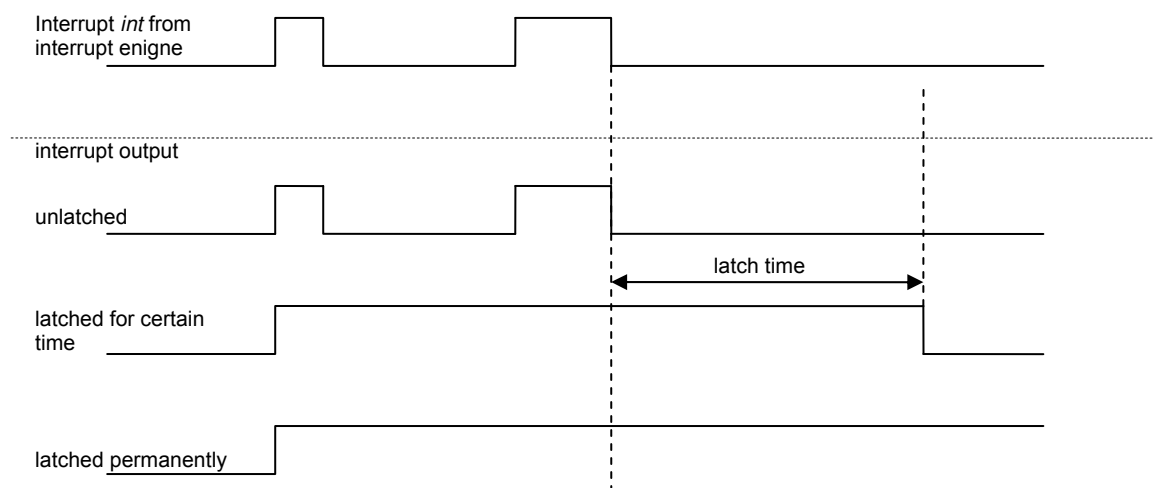 Interrupt int from
interrupt enigne
interrupt output
unlatched
latch time
latched for certain
time
latched permanently